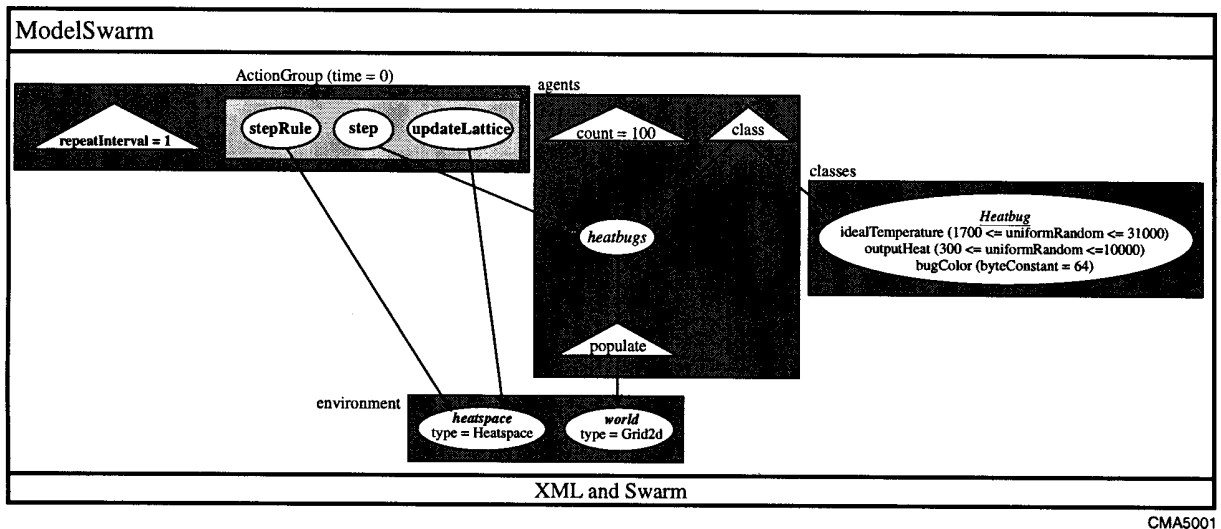 ModelSwarm
ActionGroup (time = 0)
agents
repeatInterval = 1
stepRule
step
updateLattice
count = 100
class
classes
Heatbug
idealTemperature (1700 <= uniformRandom <= 31000)
outputHeat (300 <= uniformRandom <=10000)
bugColor (byteConstant = 64)
heatbugs
populate
environment
heatspace
type = Heatspace
world
type = Grid2d
XML and Swarm
CMA5001